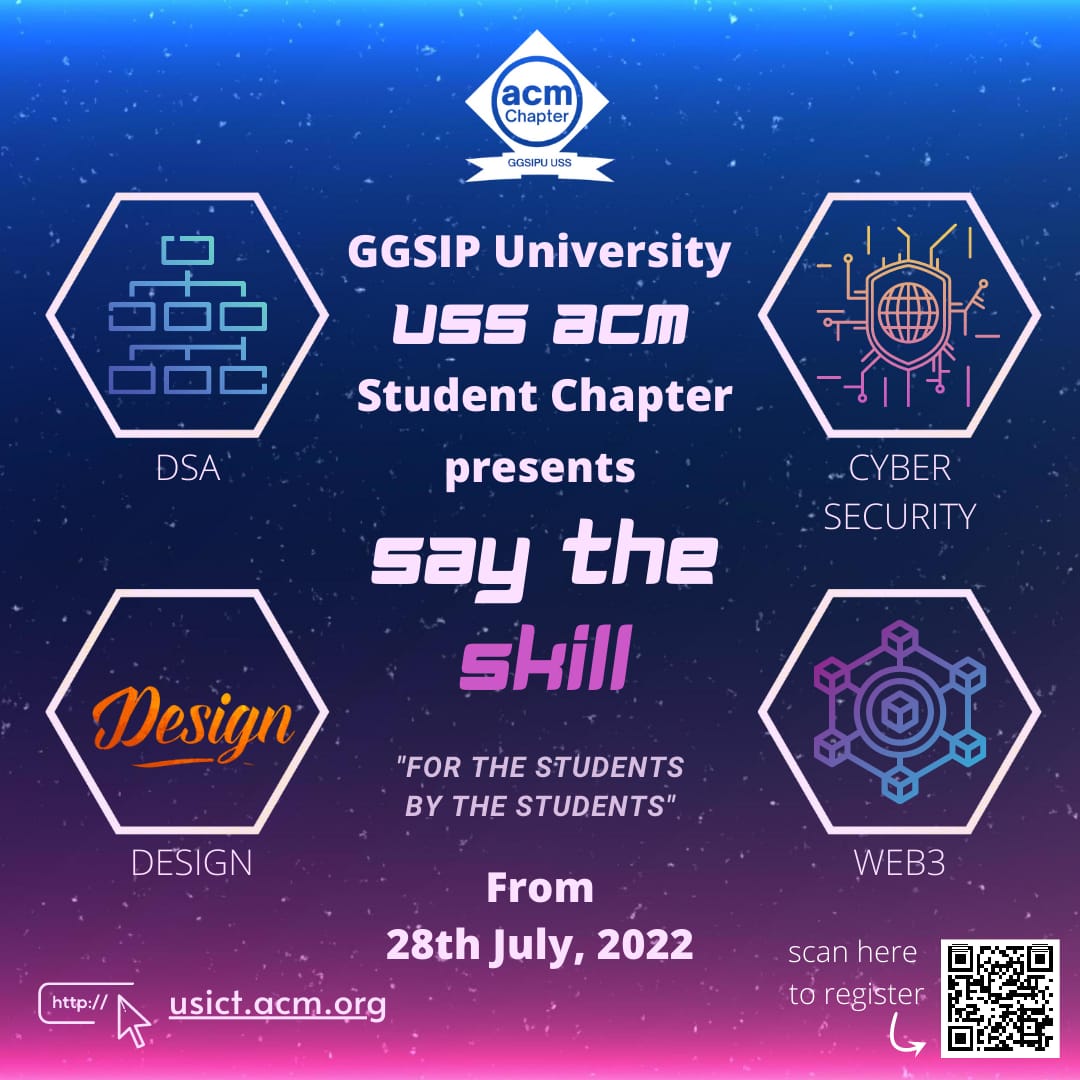 acm
Chapter
GGSIPU USS
GGSIP University
USS ACM
Student Chapter
presents
say the
skill
"FOR THE STUDENTS
BY THE STUDENTS"
From
28th July, 2022
DSA
CYBER
SECURITY
Design
DESIGN
WEB3
http://
usict.acm.org
scan here
to register